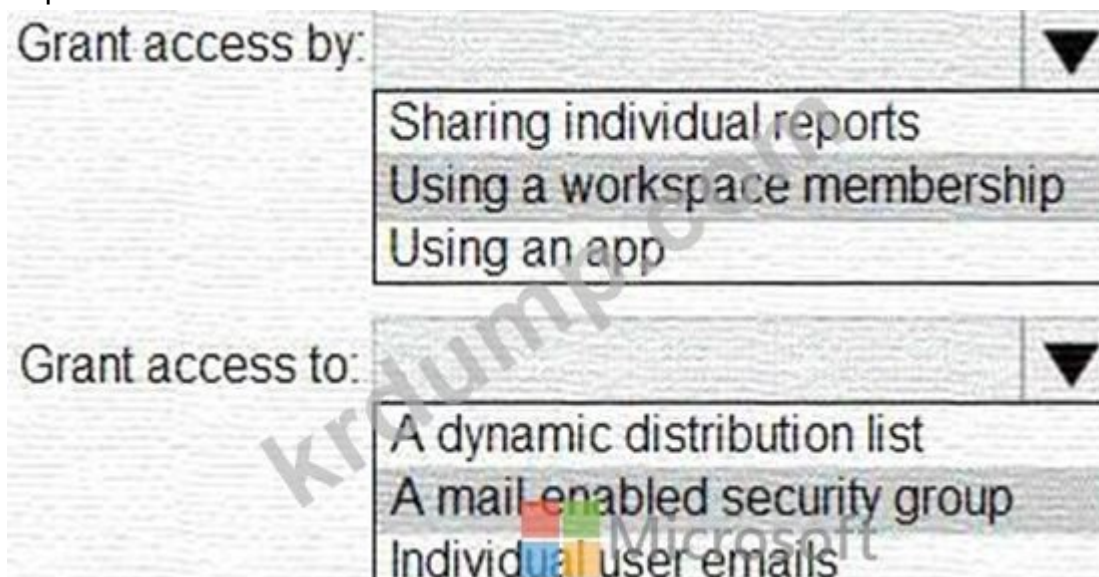 Grant access by:
Sharing individual reports
Using a workspace membership
Using an app
krdump.com
Grant access to:
A dynamic distribution list
A mail-enabled security group
Microsoft
Individual user emails